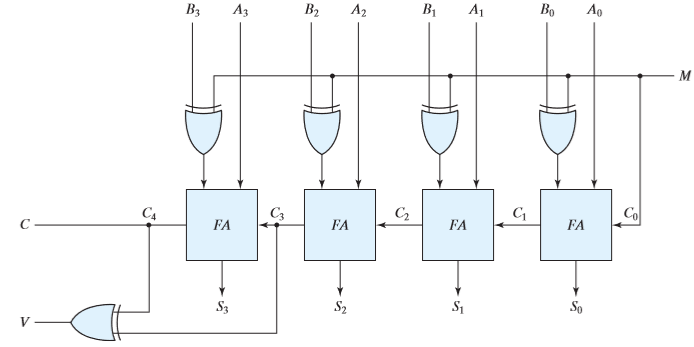 B3 A3 B2 A2 B1 A1 B0 A0
M
C C4 FA C3 FA C2 FA C1 FA C0
S3 S2 S1 S0
V